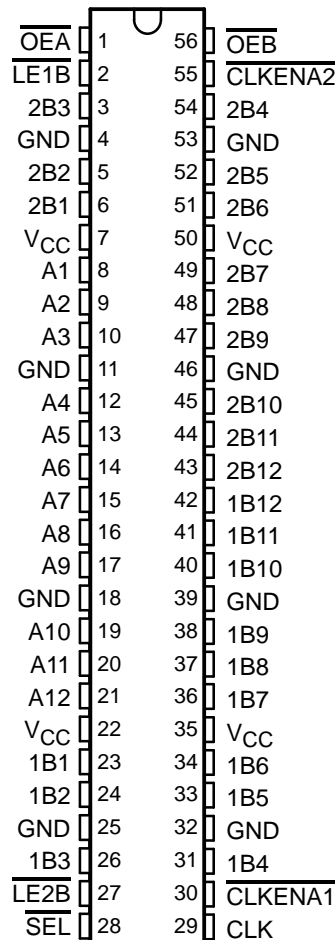 OEA 1 56 OEB
LE1B 2 55 CLKENA2
2B3 3 54 2B4
GND 4 53 GND
2B2 5 52 2B5
2B1 6 51 2B6
VCC 7 50 VCC
A1 8 49 2B7
A2 9 48 2B8
A3 10 47 2B9
GND 11 46 GND
A4 12 45 2B10
A5 13 44 2B11
A6 14 43 2B12
A7 15 42 1B12
A8 16 41 1B11
A9 17 40 1B10
GND 18 39 GND
A10 19 38 1B9
A11 20 37 1B8
A12 21 36 1B7
VCC 22 35 VCC
1B1 23 34 1B6
1B2 24 33 1B5
GND 25 32 GND
1B3 26 31 1B4
LE2B 27 30 CLKENA1
SEL 28 29 CLK